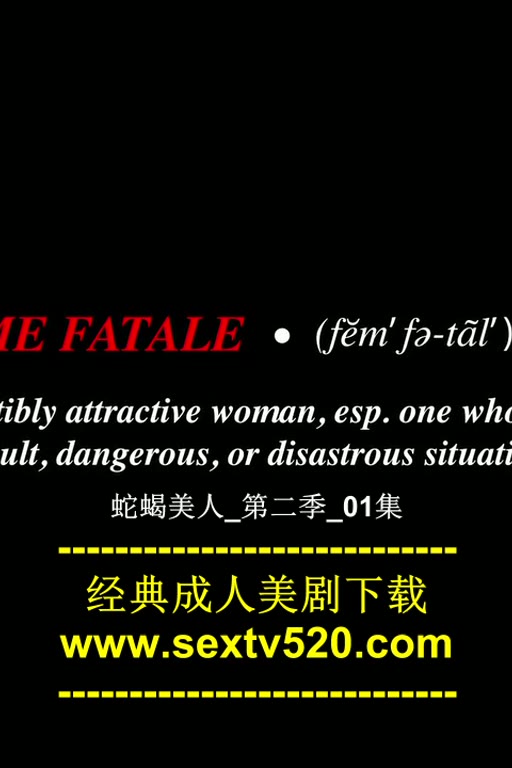 ME FATALE • (fĕm′ fə-tãl′)
tibly attractive woman, esp. one who
ult, dangerous, or disastrous situati
蛇蝎美人_第二季_01集
----------------------------
经典成人美剧下载
www.sextv520.com
----------------------------